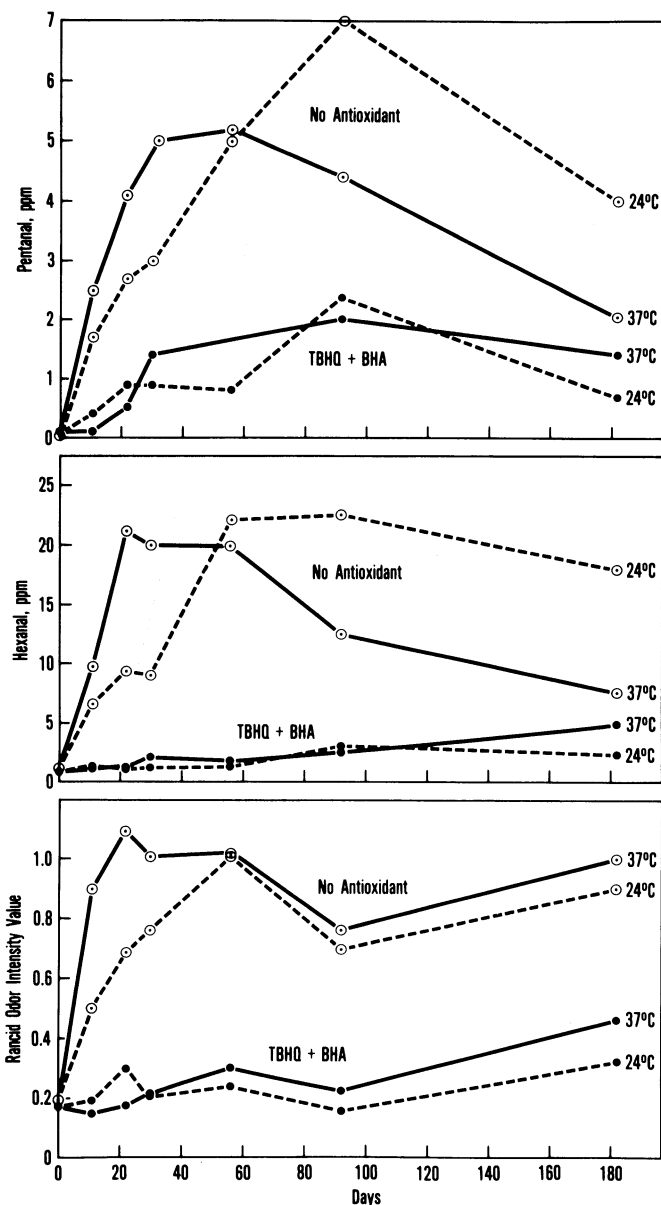 7
6
5
4
3
2
1
0
Pentanal, ppm
No Antioxidant
24ºC
37ºC
TBHQ + BHA
37ºC
24ºC
25
20
15
10
5
0
Hexanal, ppm
No Antioxidant
24ºC
37ºC
TBHQ + BHA
37ºC
24ºC
1.0
0.8
0.6
0.4
0.2
0
Rancid Odor Intensity Value
No Antioxidant
37ºC
24ºC
TBHQ + BHA
37ºC
24ºC
0 20 40 60 80 100 120 140 160 180
Days